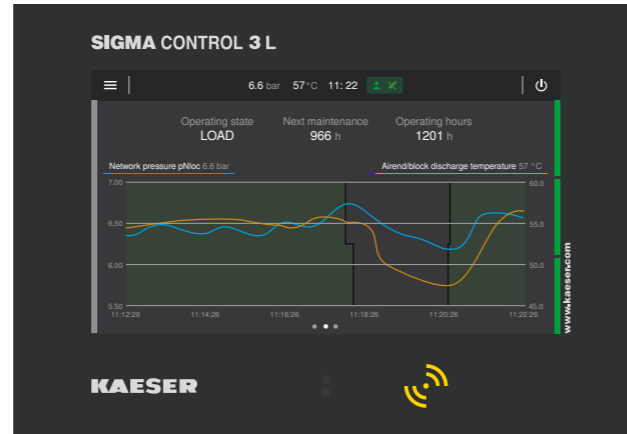 SIGMA CONTROL 3 L
6.6 bar 57°C 11:22
Operating state Next maintenance Operating hours
LOAD 966 h 1201 h
Network pressure pNloc 6.6 bar Airend/block discharge temperature 57 °C
7.00 60.0
6.50 55.0
6.00 50.0
5.50 45.0
11:12:26 11:14:26 11:16:26 11:18:26 11:20:26 11:22:26
www.kaeser.com
KAESER